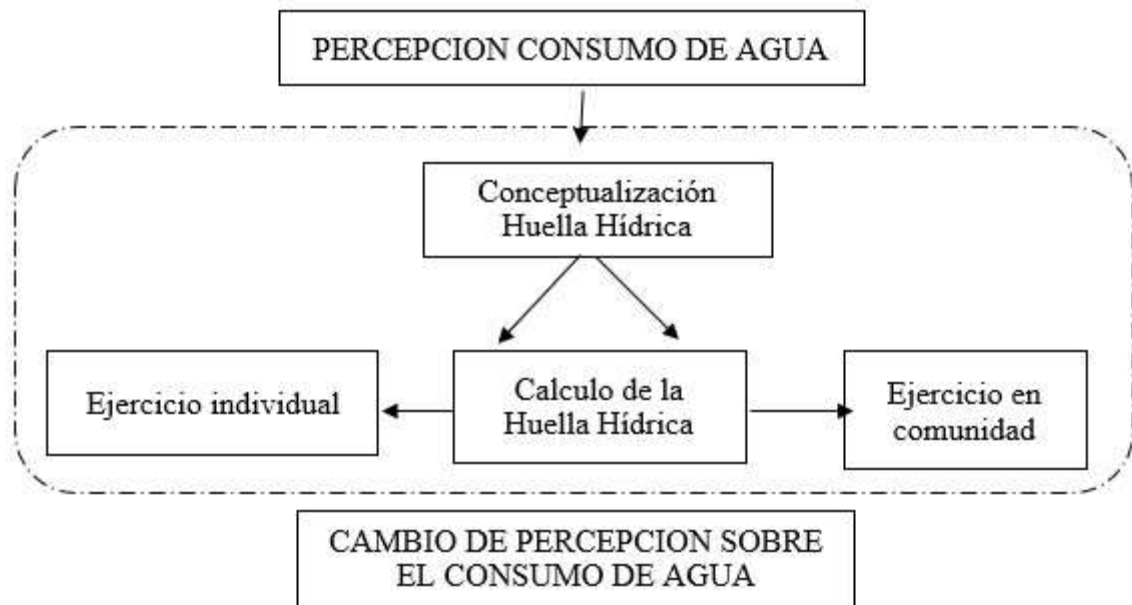 PERCEPCION CONSUMO DE AGUA
Conceptualización
Huella Hídrica
Ejercicio individual
Calculo de la
Huella Hídrica
Ejercicio en
comunidad
CAMBIO DE PERCEPCION SOBRE
EL CONSUMO DE AGUA